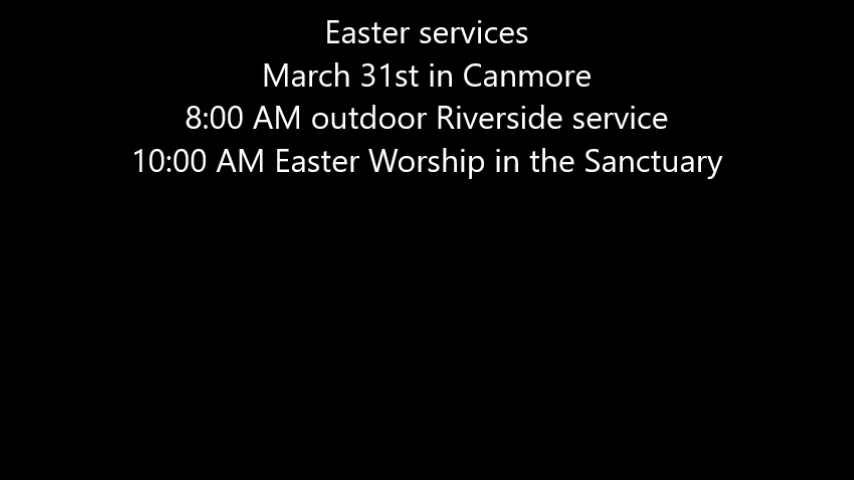 Easter services
March 31st in Canmore
8:00 AM outdoor Riverside service
10:00 AM Easter Worship in the Sanctuary